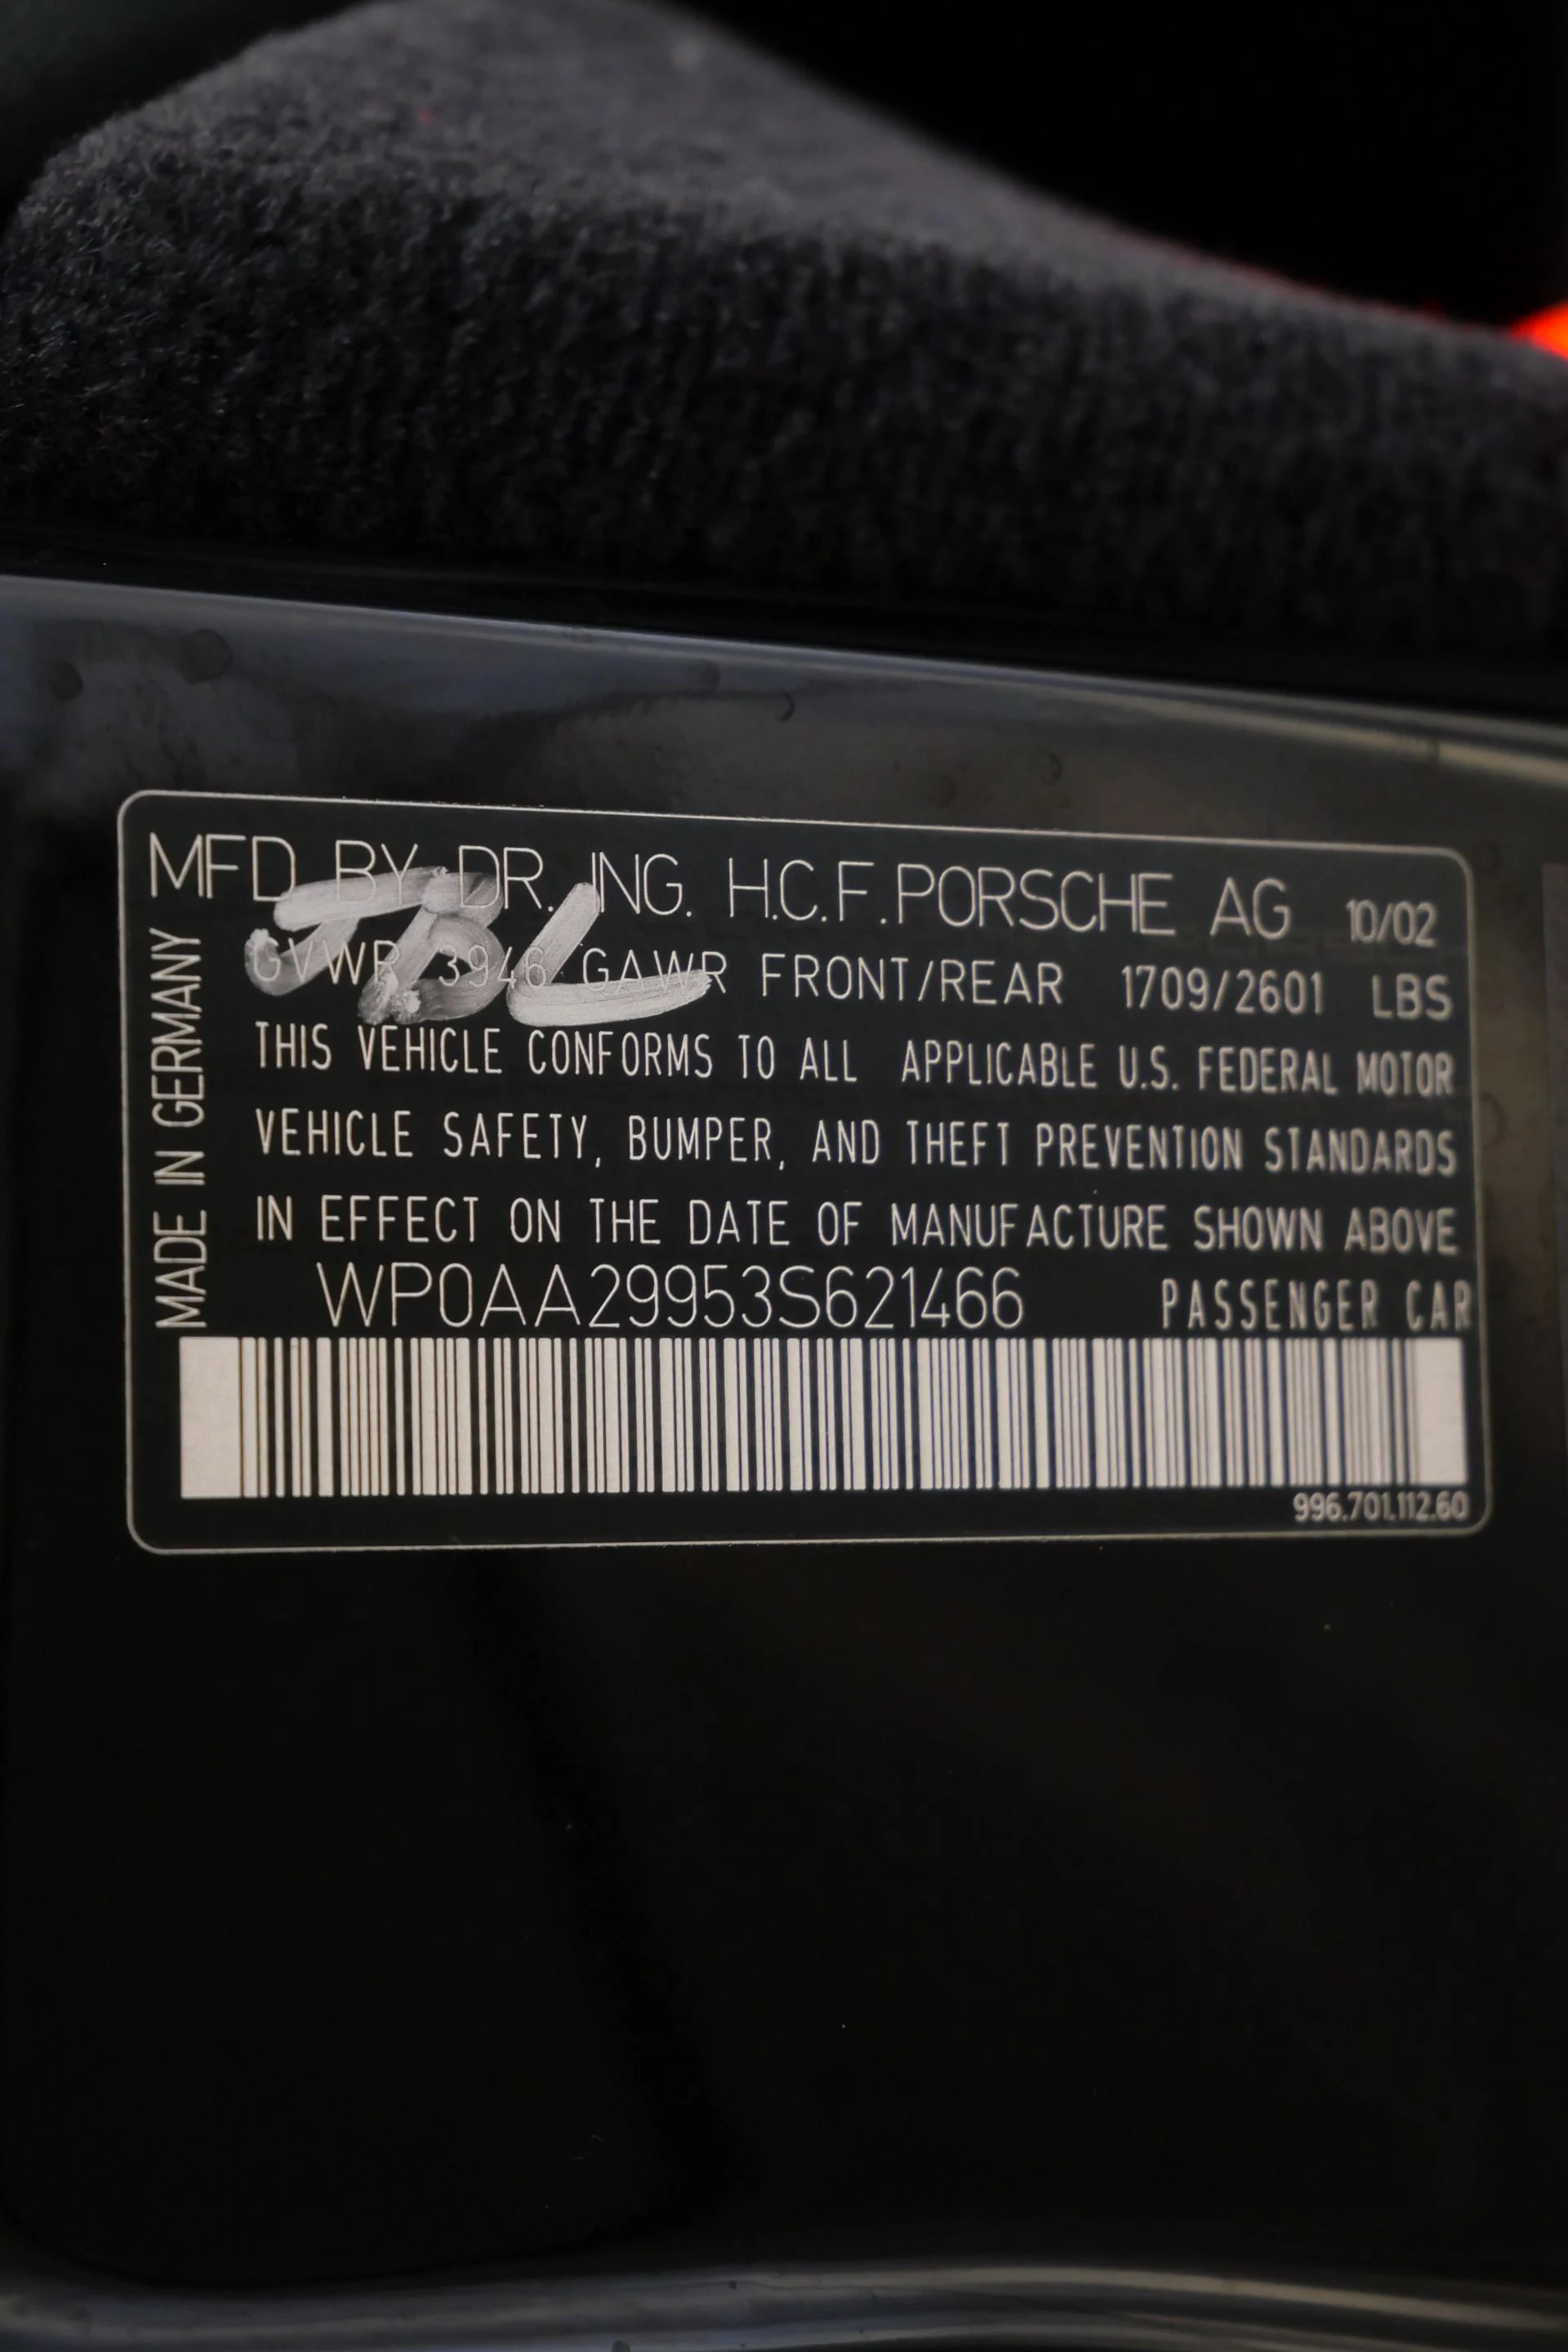 MFD BY DR. ING. H.C.F. PORSCHE AG 10/02
JBL
GVWR 3946 GAWR FRONT/REAR 1709/2601 LBS
THIS VEHICLE CONFORMS TO ALL APPLICABLE U.S. FEDERAL MOTOR
VEHICLE SAFETY, BUMPER, AND THEFT PREVENTION STANDARDS
IN EFFECT ON THE DATE OF MANUFACTURE SHOWN ABOVE
WP0AA29953S621466 PASSENGER CAR
996.701.112.60
MADE IN GERMANY